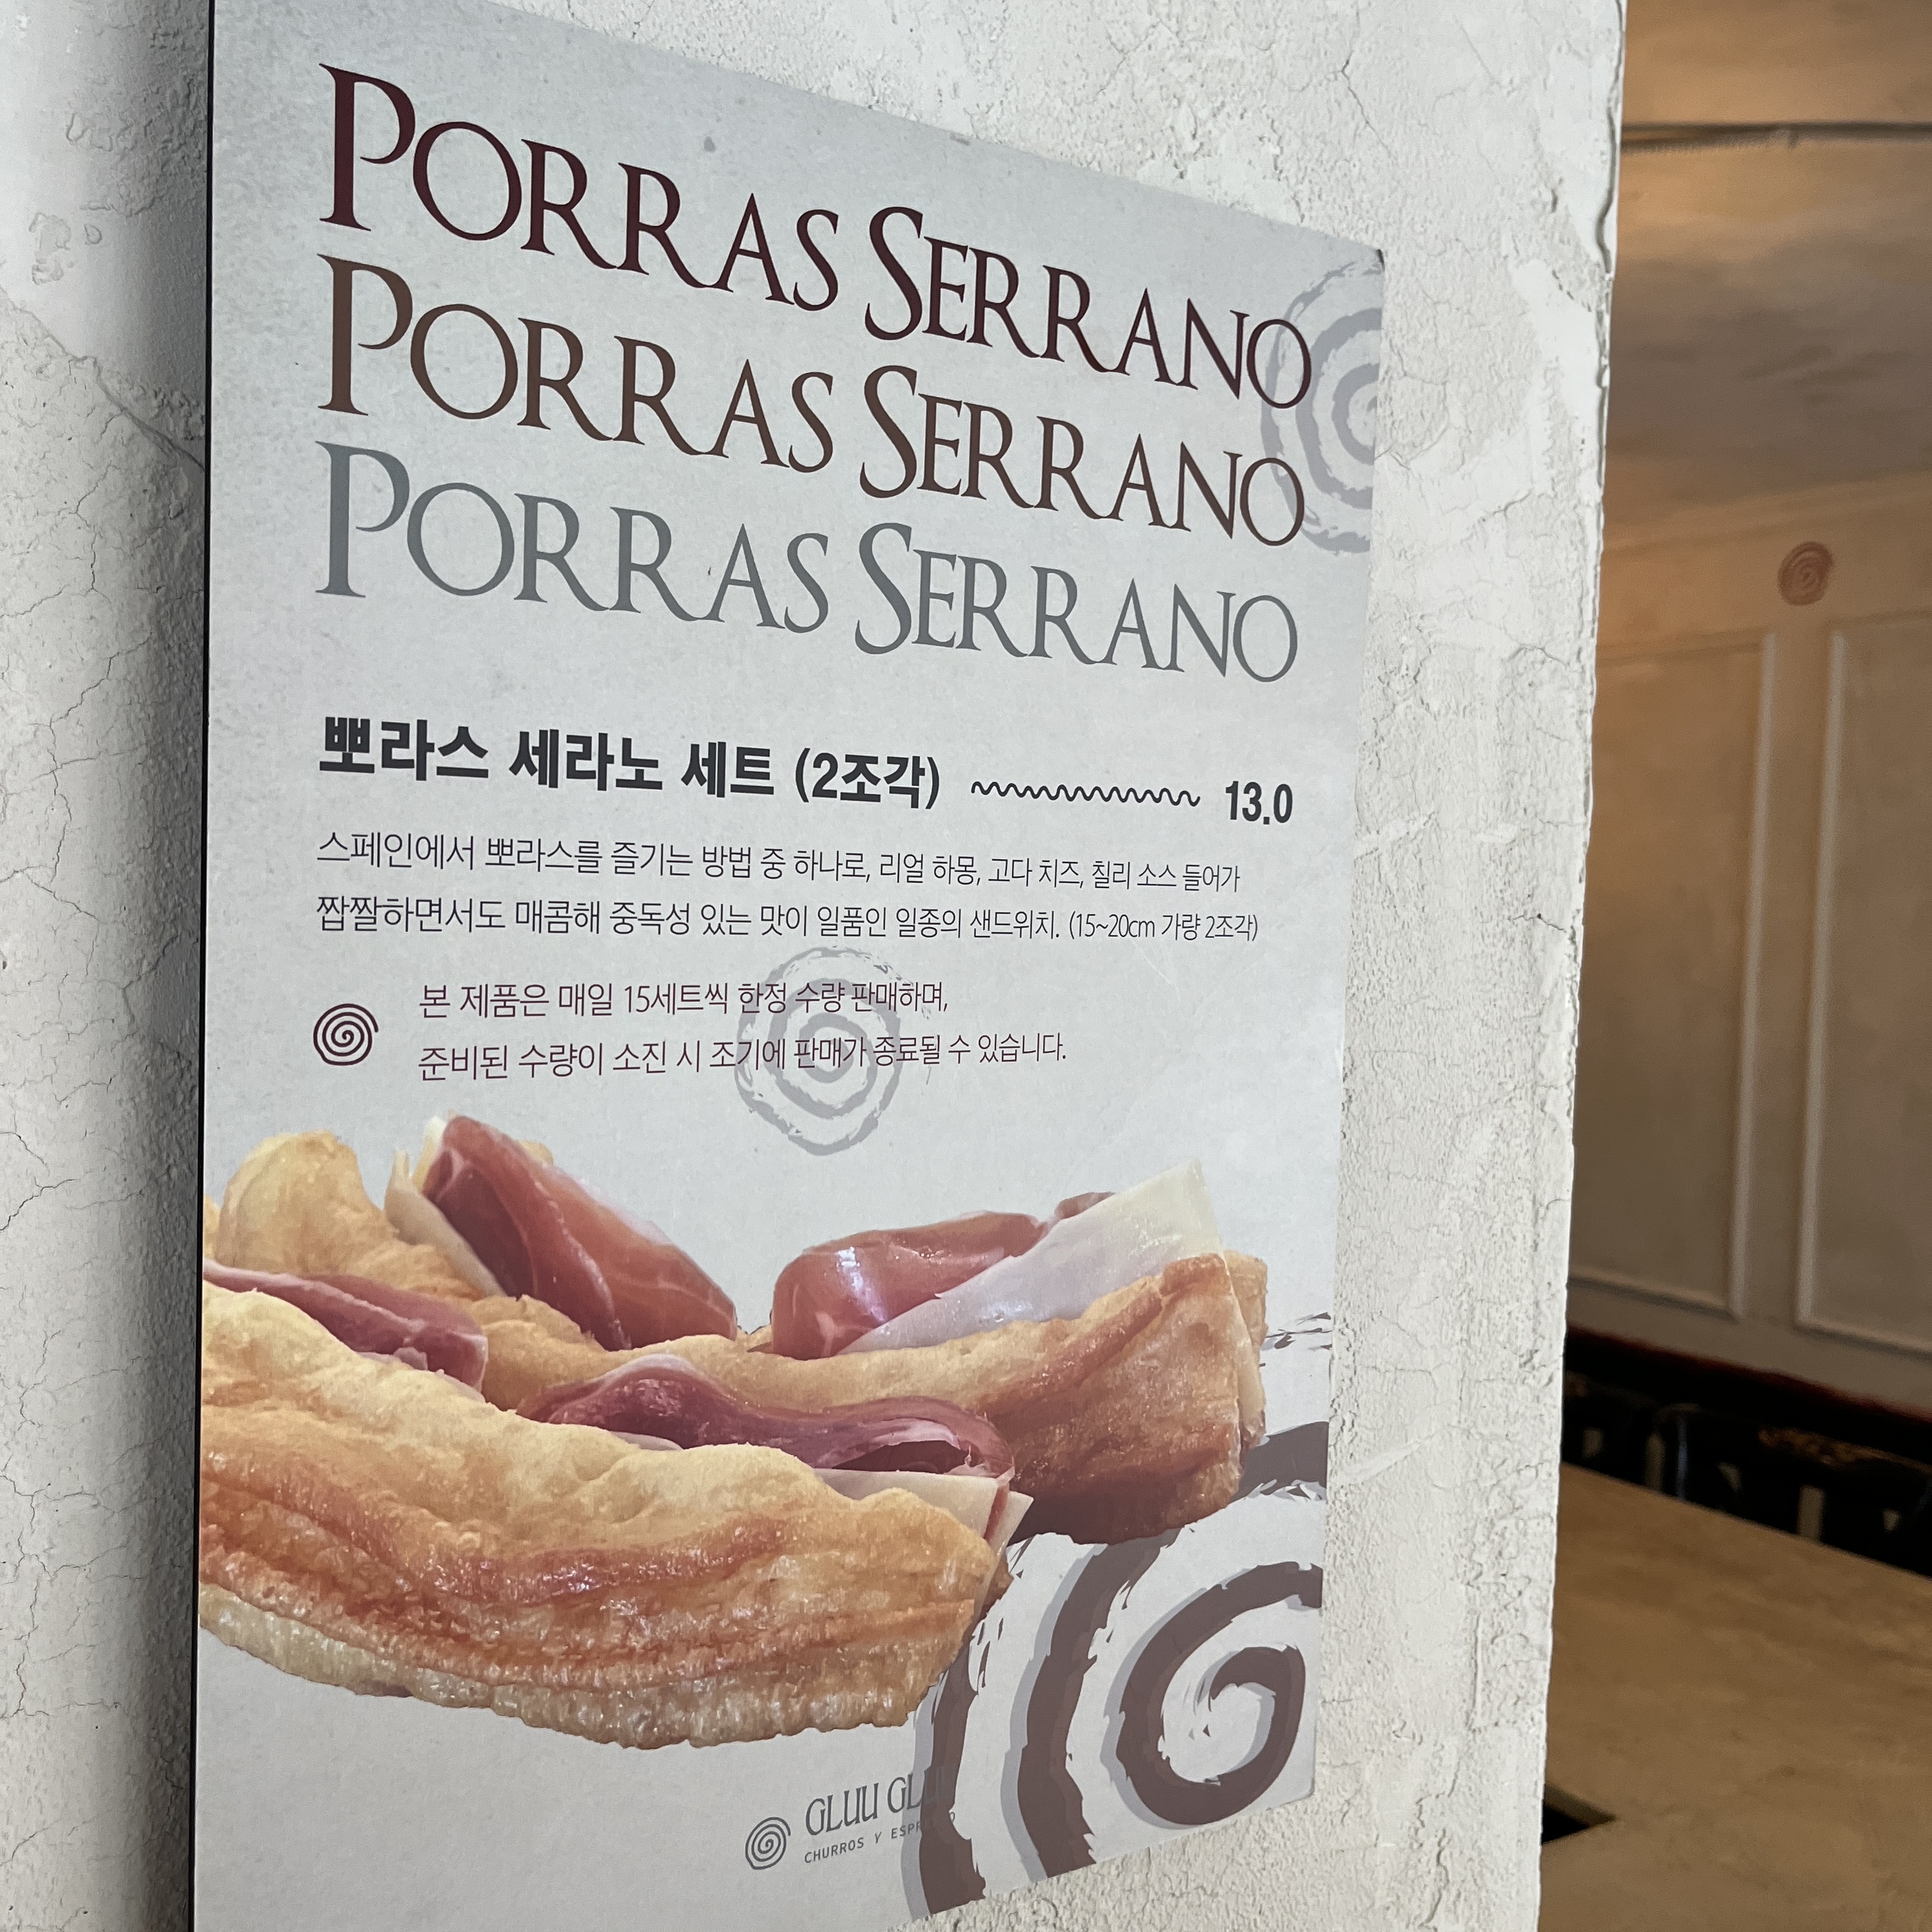 PORRAS SERRANO
PORRAS SERRANO
PORRAS SERRANO
뽀라스 세라노 세트 (2조각) 13.0
스페인에서 뽀라스를 즐기는 방법 중 하나로, 리얼 하몽, 고다 치즈, 칠리 소스 들어가
짭짤하면서도 매콤해 중독성 있는 맛이 일품인 일종의 샌드위치. (15~20cm 가량 2조각)
본 제품은 매일 15세트씩 한정 수량 판매하며,
준비된 수량이 소진 시 조기에 판매가 종료될 수 있습니다.
GLUU
CHURROS Y